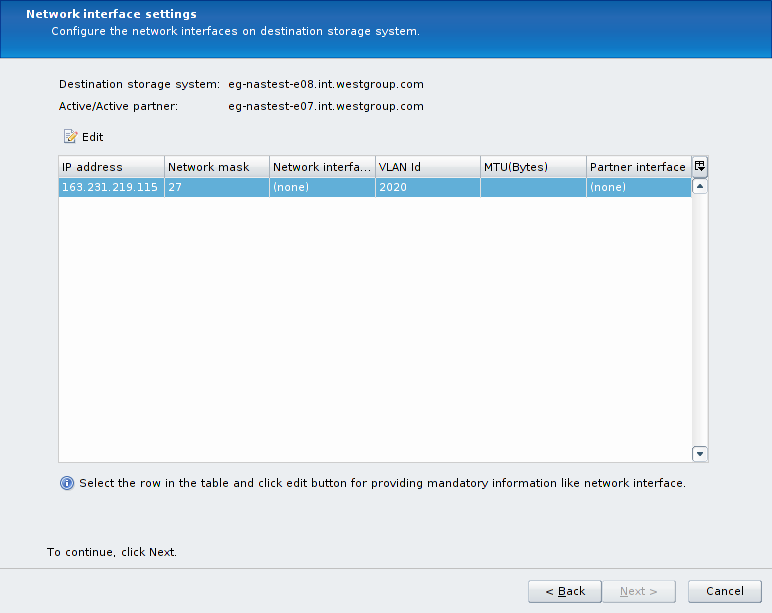 Network interface settings
Configure the network interfaces on destination storage system.
Destination storage system: eg-nastest-e08.int.westgroup.com
Active/Active partner: eg-nastest-e07.int.westgroup.com
Edit
IP address Network mask Network interfa... VLAN Id MTU(Bytes) Partner interface
163.231.219.115 27 (none) 2020 (none)
Select the row in the table and click edit button for providing mandatory information like network interface.
To continue, click Next.
< Back Next > Cancel